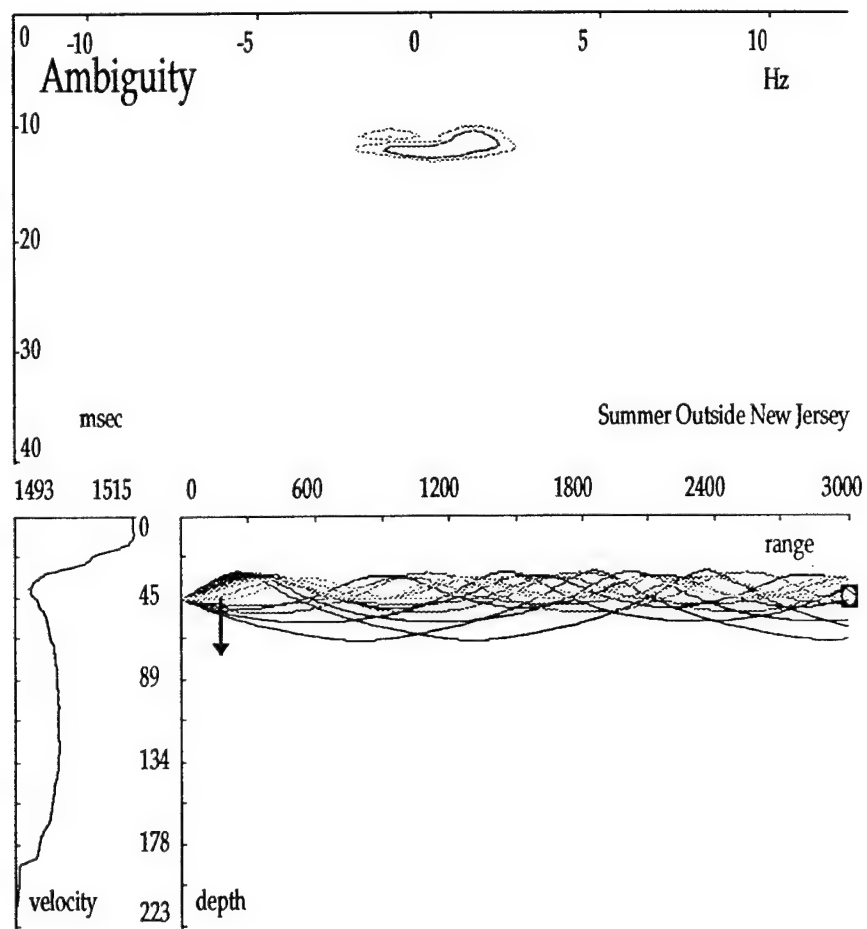 0 -10 -5 0 5 10
Ambiguity Hz
10
20
30
msec Summer Outside New Jersey
40
1493 1515 0 600 1200 1800 2400 3000
0
range
45
89
134
178
velocity 223 depth